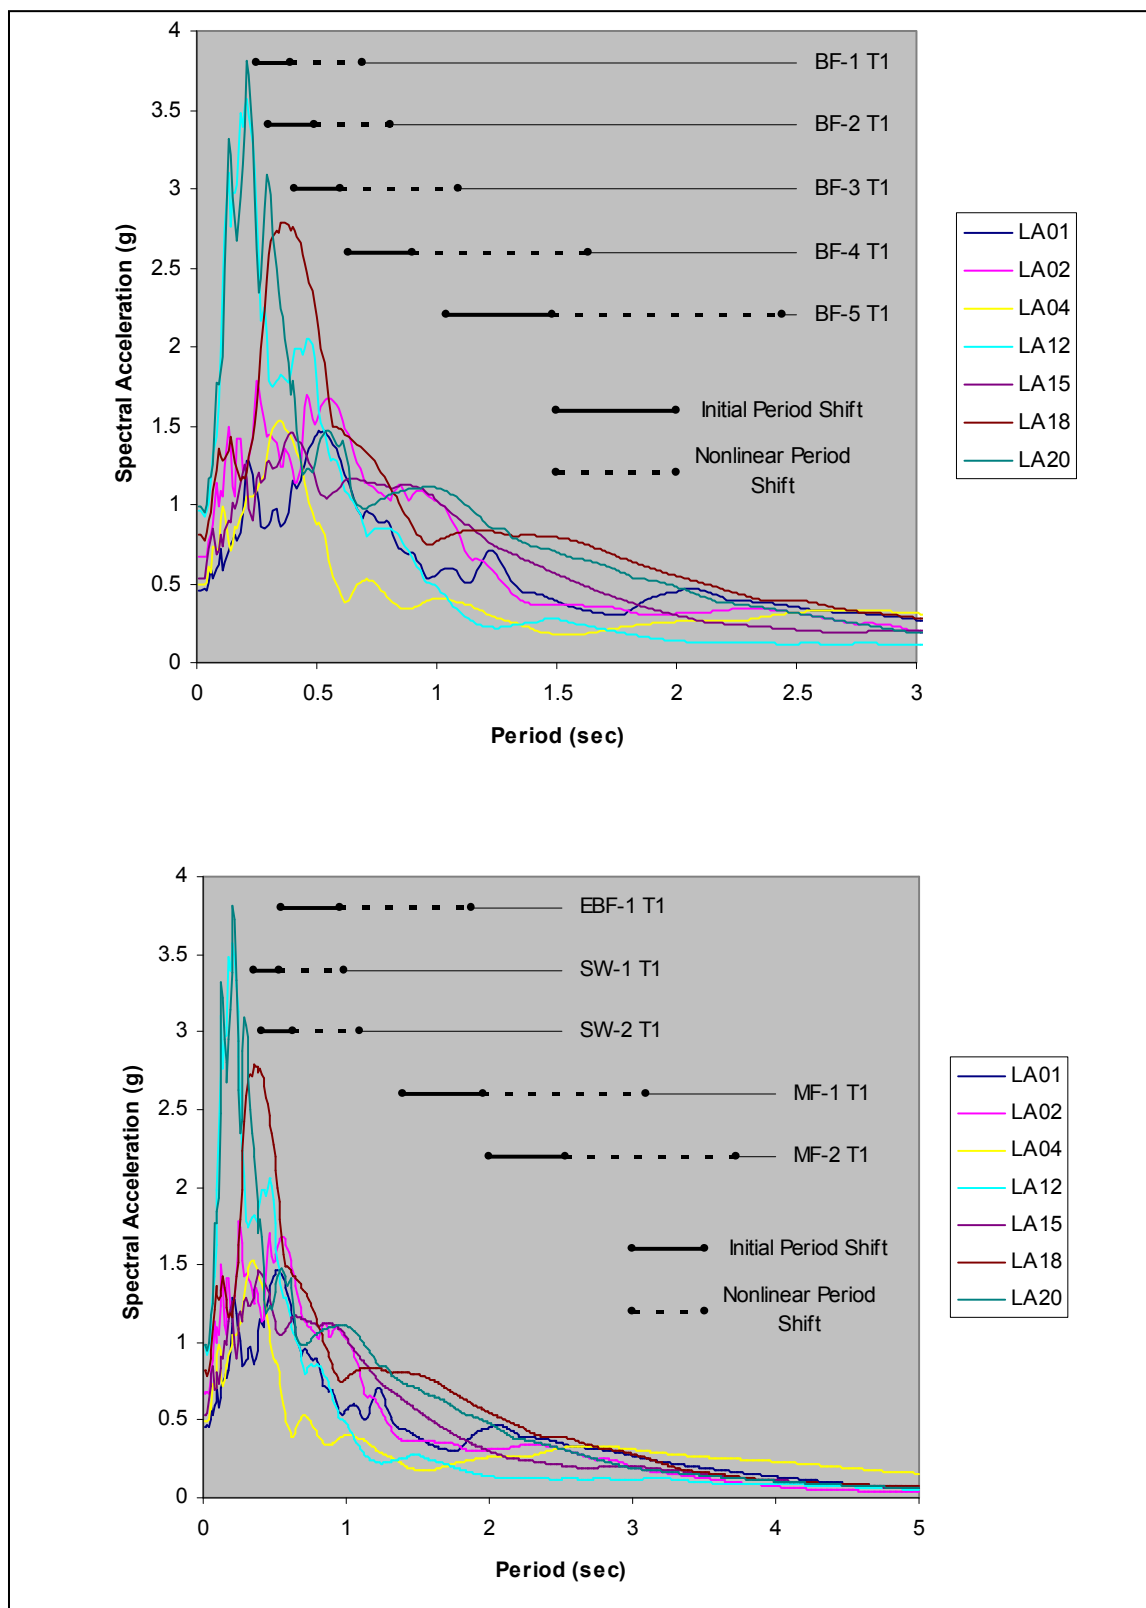 4
3.5
3
2.5
2
1.5
1
0.5
0
Spectral Acceleration (g)
BF-1 T1
BF-2 T1
BF-3 T1
BF-4 T1
BF-5 T1
Initial Period Shift
Nonlinear Period
Shift
0 0.5 1 1.5 2 2.5 3
Period (sec)
LA01
LA02
LA04
LA12
LA15
LA18
LA20
4
3.5
3
2.5
2
1.5
1
0.5
0
Spectral Acceleration (g)
EBF-1 T1
SW-1 T1
SW-2 T1
MF-1 T1
MF-2 T1
Initial Period Shift
Nonlinear Period
Shift
0 1 2 3 4 5
Period (sec)
LA01
LA02
LA04
LA12
LA15
LA18
LA20